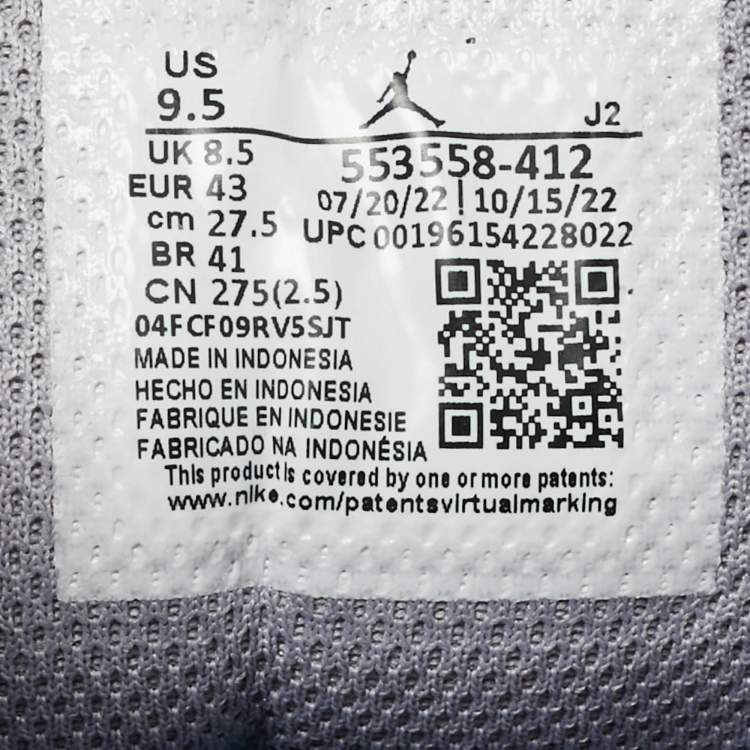 US
9.5
J2
UK 8.5
EUR 43
cm 27.5
BR 41
CN 275(2.5)
553558-412
07/20/22 | 10/15/22
UPC 00196154228022
04FCF09RV5SJT
MADE IN INDONESIA
HECHO EN INDONESIA
FABRIQUE EN INDONESIE
FABRICADO NA INDONÉSIA
This product is covered by one or more patents:
www.nike.com/patentsvirtualmarking